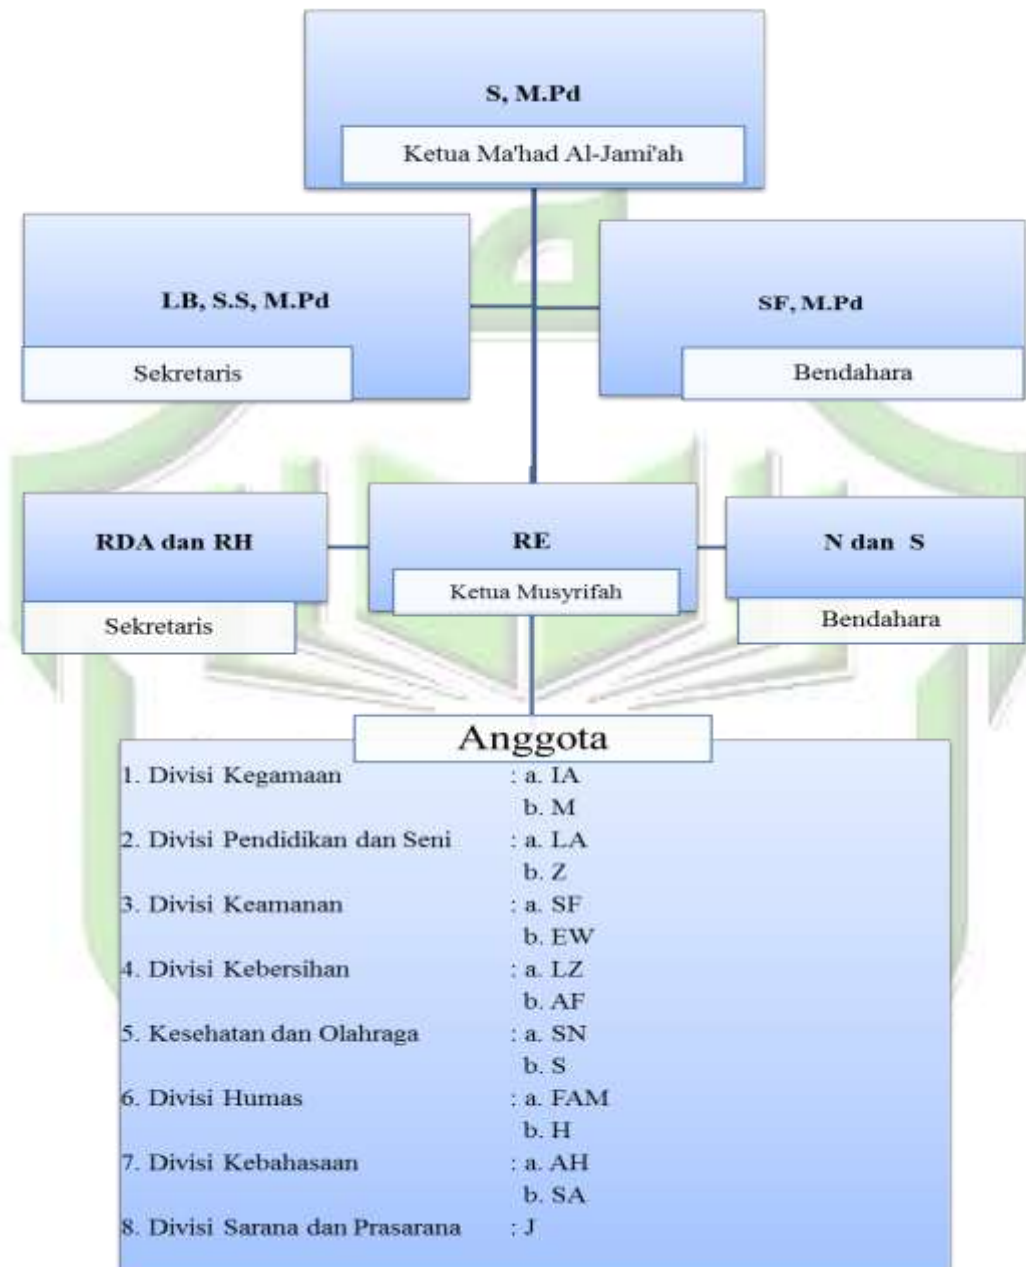 S, M.Pd
Ketua Ma'had Al-Jami'ah
LB, S.S, M.Pd
Sekretaris
SF, M.Pd
Bendahara
RDA dan RH
Sekretaris
RE
Ketua Musyrifah
N dan S
Bendahara
Anggota
1. Divisi Kegamaan : a. IA
b. M
2. Divisi Pendidikan dan Seni : a. LA
b. Z
3. Divisi Keamanan : a. SF
b. EW
4. Divisi Kebersihan : a. LZ
b. AF
5. Kesehatan dan Olahraga : a. SN
b. S
6. Divisi Humas : a. FAM
b. H
7. Divisi Kebahasaan : a. AH
b. SA
8. Divisi Sarana dan Prasarana : J